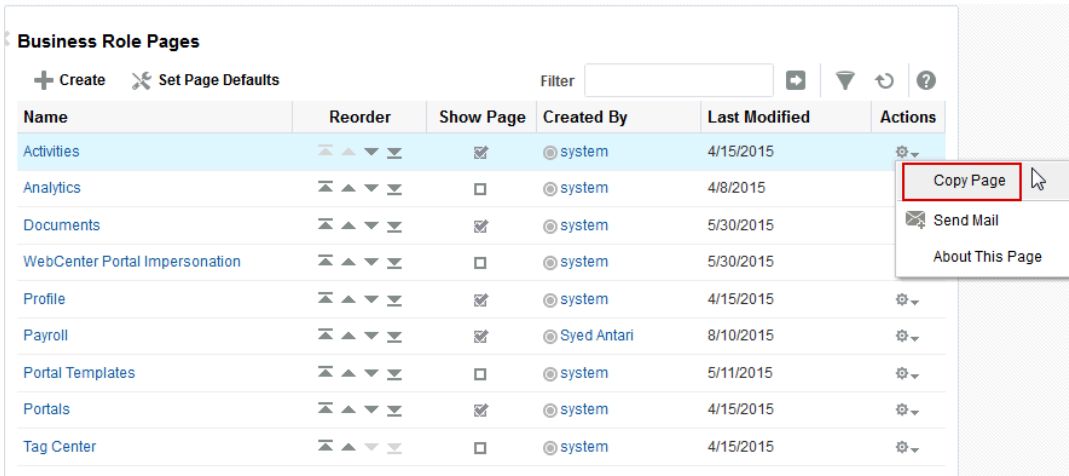 Business Role Pages
Create Set Page Defaults Filter
Name Reorder Show Page Created By Last Modified Actions
Activities system 4/15/2015
Analytics system 4/8/2015
Copy Page
Documents system 5/30/2015
Send Mail
WebCenter Portal Impersonation system 5/30/2015
About This Page
Profile system 4/15/2015
Payroll Syed Antari 8/10/2015
Portal Templates system 5/11/2015
Portals system 4/15/2015
Tag Center system 4/15/2015